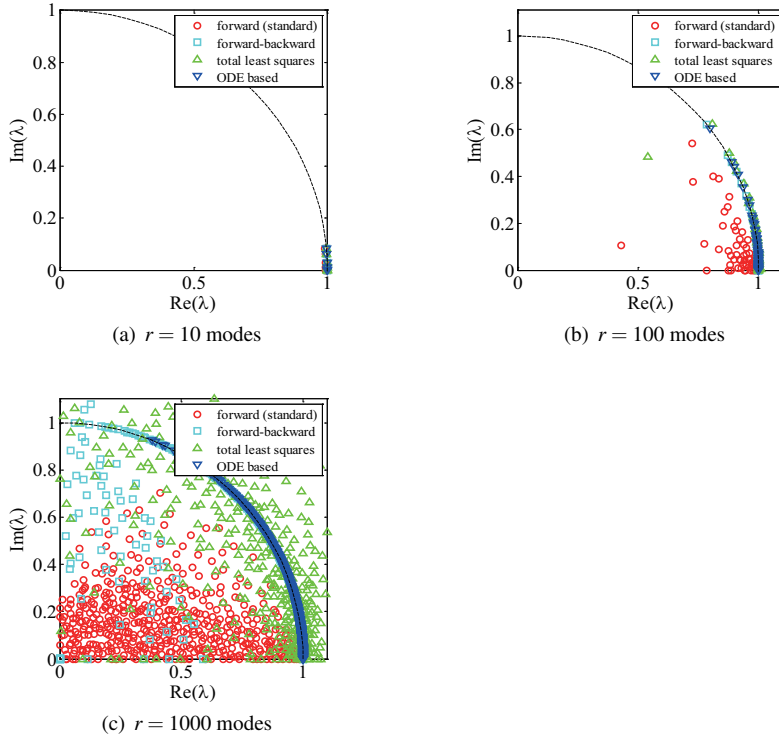 forward (standard)
forward-backward
total least squares
ODE based
1
0.8
0.6
0.4
0.2
0
0
0.5
1
Im(λ)
Re(λ)
(a) r = 10 modes
forward (standard)
forward-backward
total least squares
ODE based
1
0.8
0.6
0.4
0.2
0
0
0.5
1
Im(λ)
Re(λ)
(b) r = 100 modes
forward (standard)
forward-backward
total least squares
ODE based
1
0.8
0.6
0.4
0.2
0
0
0.5
1
Im(λ)
Re(λ)
(c) r = 1000 modes